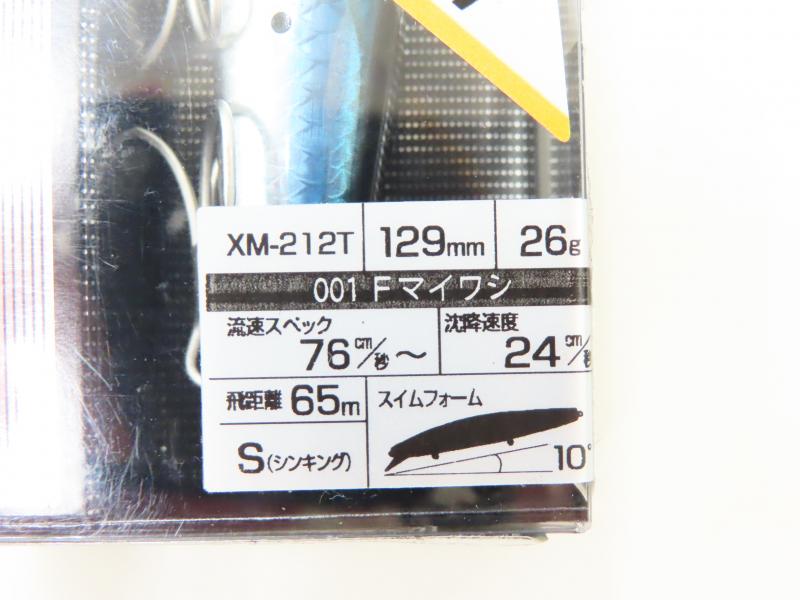 XM-212T 129mm 26g
001 Fマイワシ
流速スペック
76cm/秒～
沈降速度
24cm/秒
飛距離 65m
S(シンキング)
スイムフォーム
10°